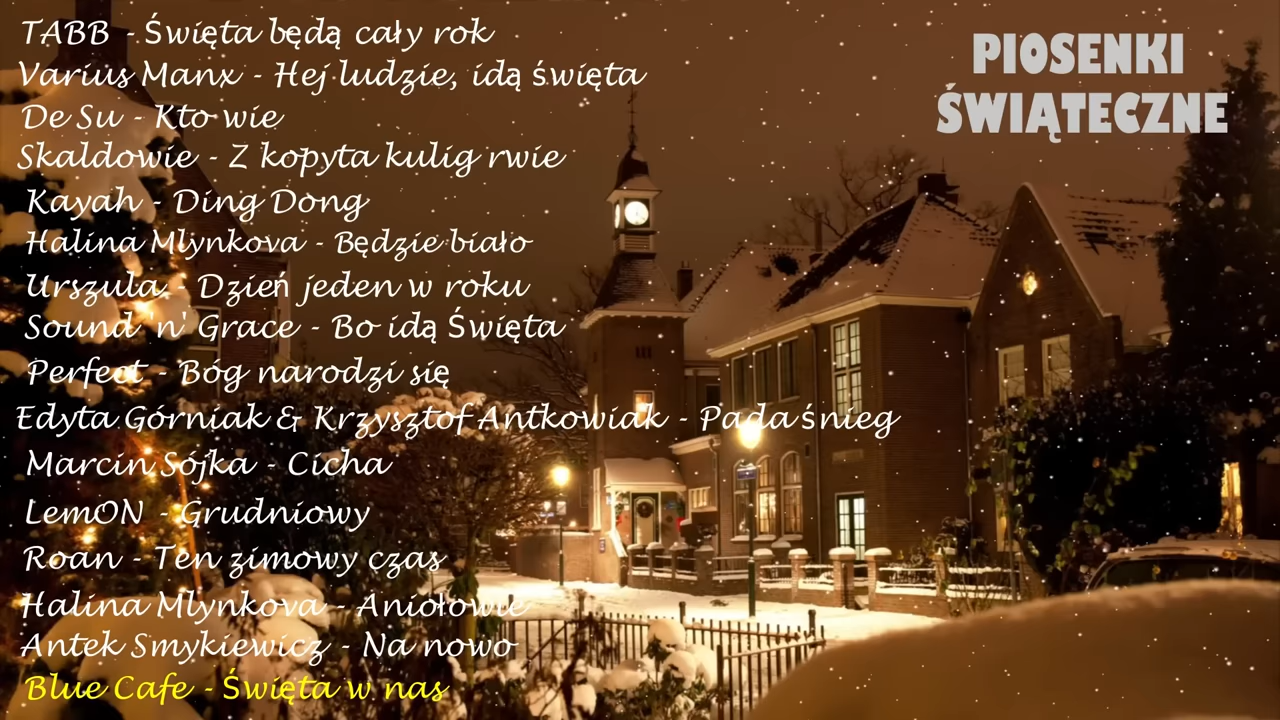 TABB - Święta będą cały rok
Varius Manx - Hej ludzie, idą święta
De Su - Kto wie
Skaldowie - Z kopyta kulig rwie
Kayah - Ding Dong
Halina Mlynkova - Będzie biało
Urszula - Dzień jeden w roku
Sound 'n' Grace - Bo idą Święta
Perfect - Bóg narodzi się
Edyta Górniak & Krzysztof Antkowiak - Pada śnieg
Marcin Sójka - Cicha
LemON - Grudniowy
Roan - Ten zimowy czas
Halina Mlynkova - Aniołowie
Antek Smykiewicz - Na nowo
Blue Cafe - Święta w nas
PIOSENKI
ŚWIĄTECZNE